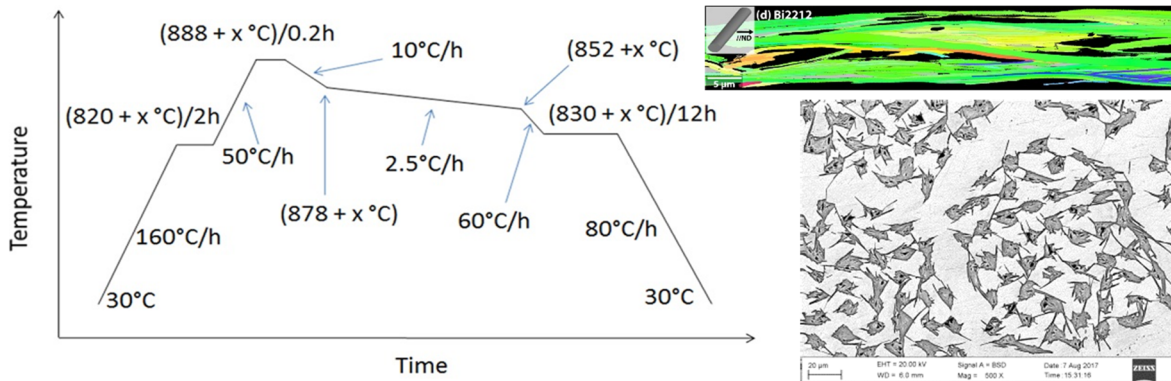 (888 + x °C)/0.2h
10°C/h
(852 +x °C)
(820 + x °C)/2h
(830 + x °C)/12h
50°C/h
2.5°C/h
(878 + x °C)
60°C/h
160°C/h
80°C/h
30°C
30°C
Temperature
Time
(d) Bi2212
//ND
5 µm
20 µm
EHT = 20.00 kV
Signal A = BSD
Date :7 Aug 2017
WD = 6.0 mm
Mag = 500 X
Time :15:31:16
ZEISS